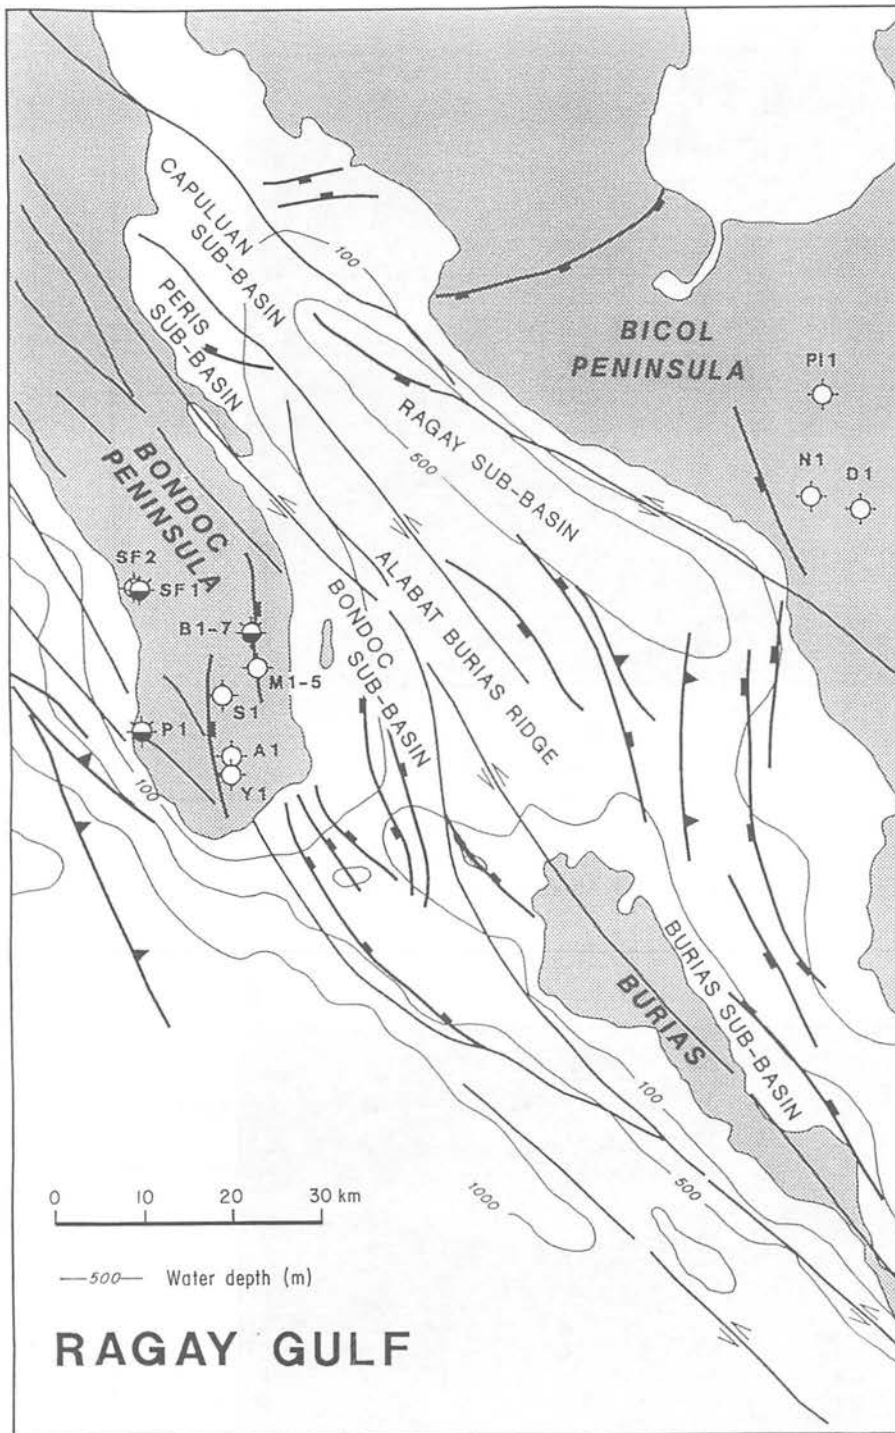 CAPULUAN
SUB-BASIN
100
PERIS
SUB-BASIN
BICOL
PENINSULA
PI1
RAGAY SUB-BASIN
500
N1
D1
BONDOC
PENINSULA
SF2
SF1
ALABAT BURIAS RIDGE
BONDOC
SUB-BASIN
B1-7
M1-5
S1
P1
A1
Y1
100
BURIAS SUB-BASIN
BURIAS
100
500
1000
0 10 20 30 km
500 Water depth (m)
RAGAY GULF